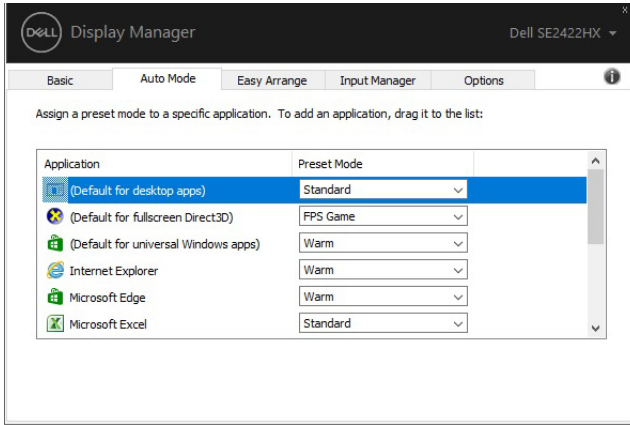 DELL Display Manager Dell SE2422HX
x
Basic Auto Mode Easy Arrange Input Manager Options
Assign a preset mode to a specific application. To add an application, drag it to the list:
Application Preset Mode
(Default for desktop apps) Standard
(Default for fullscreen Direct3D) FPS Game
(Default for universal Windows apps) Warm
Internet Explorer Warm
Microsoft Edge Warm
Microsoft Excel Standard